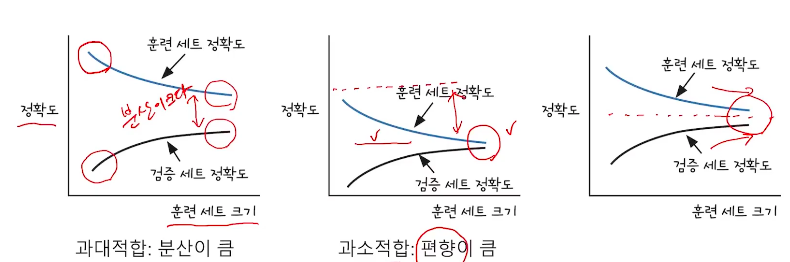 훈련 세트 정확도
정확도
분산이크다
검증 세트 정확도
훈련 세트 크기
과대적합: 분산이 큼
훈련 세트 정확도
정확도
검증 세트 정확도
훈련 세트 크기
과소적합: 편향이 큼
훈련 세트 정확도
정확도
검증 세트 정확도
훈련 세트 크기